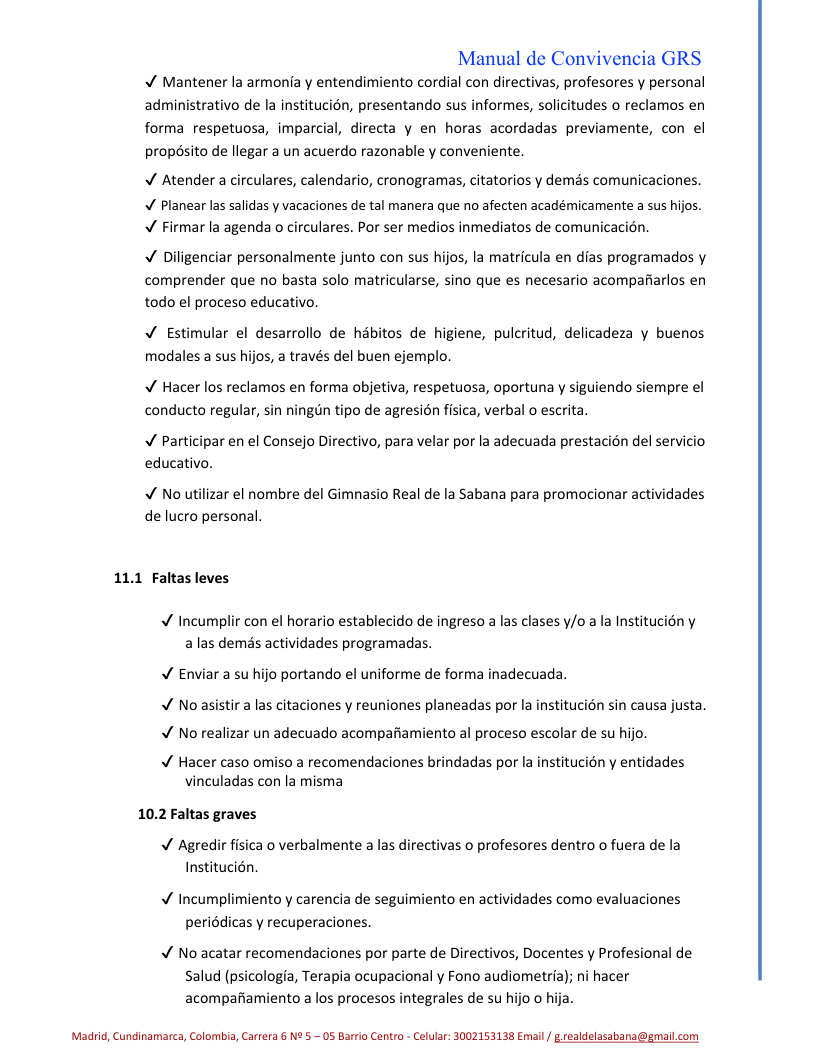 Manual de Convivencia GRS
✓ Mantener la armonía y entendimiento cordial con directivas, profesores y personal
administrativo de la institución, presentando sus informes, solicitudes o reclamos en
forma respetuosa, imparcial, directa y en horas acordadas previamente, con el
propósito de llegar a un acuerdo razonable y conveniente.
✓ Atender a circulares, calendario, cronogramas, citatorios y demás comunicaciones.
✓ Planear las salidas y vacaciones de tal manera que no afecten académicamente a sus hijos.
✓ Firmar la agenda o circulares. Por ser medios inmediatos de comunicación.
✓ Diligenciar personalmente junto con sus hijos, la matrícula en días programados y
comprender que no basta solo matricularse, sino que es necesario acompañarlos en
todo el proceso educativo.
✓ Estimular el desarrollo de hábitos de higiene, pulcritud, delicadeza y buenos
modales a sus hijos, a través del buen ejemplo.
✓ Hacer los reclamos en forma objetiva, respetuosa, oportuna y siguiendo siempre el
conducto regular, sin ningún tipo de agresión física, verbal o escrita.
✓ Participar en el Consejo Directivo, para velar por la adecuada prestación del servicio
educativo.
✓ No utilizar el nombre del Gimnasio Real de la Sabana para promocionar actividades
de lucro personal.
11.1 Faltas leves
✓ Incumplir con el horario establecido de ingreso a las clases y/o a la Institución y
a las demás actividades programadas.
✓ Enviar a su hijo portando el uniforme de forma inadecuada.
✓ No asistir a las citaciones y reuniones planeadas por la institución sin causa justa.
✓ No realizar un adecuado acompañamiento al proceso escolar de su hijo.
✓ Hacer caso omiso a recomendaciones brindadas por la institución y entidades
vinculadas con la misma
10.2 Faltas graves
✓ Agredir física o verbalmente a las directivas o profesores dentro o fuera de la
Institución.
✓ Incumplimiento y carencia de seguimiento en actividades como evaluaciones
periódicas y recuperaciones.
✓ No acatar recomendaciones por parte de Directivos, Docentes y Profesional de
Salud (psicología, Terapia ocupacional y Fono audiometría); ni hacer
acompañamiento a los procesos integrales de su hijo o hija.
Madrid, Cundinamarca, Colombia, Carrera 6 Nº 5 – 05 Barrio Centro - Celular: 3002153138 Email / g.realdelasabana@gmail.com